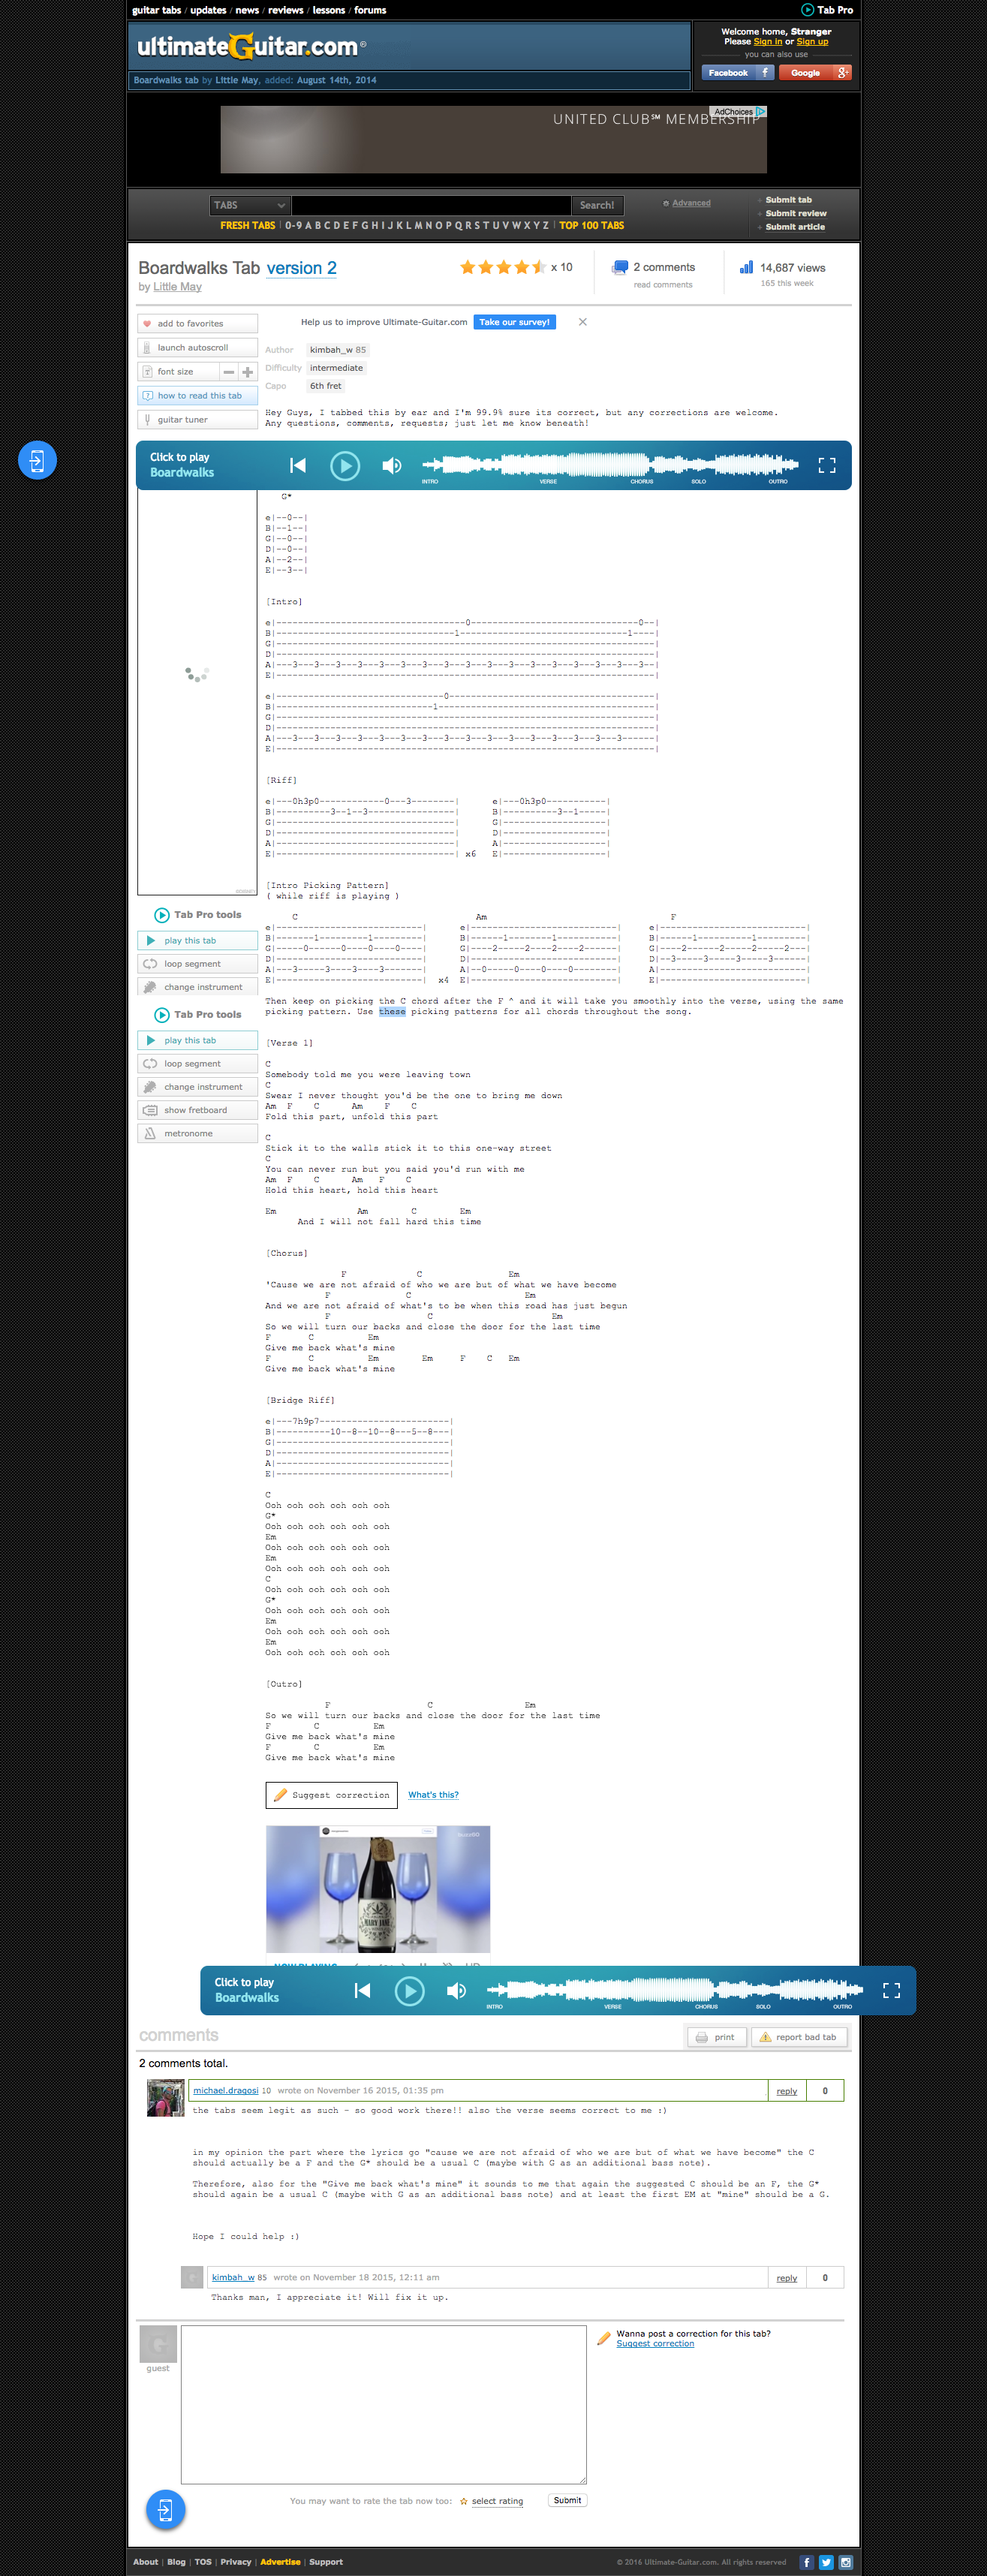 guitar tabs / updates / news / reviews / lessons / forums
Tab Pro
ultimateGuitar.com®
Welcome home, Stranger
Please Sign in or Sign up
you can also use
Facebook f Google g+
Boardwalks tab by Little May, added: August 14th, 2014
AdChoices
UNITED CLUB℠ MEMBERSHIP
TABS Search! Advanced
Submit tab
Submit review
Submit article
FRESH TABS | 0-9 A B C D E F G H I J K L M N O P Q R S T U V W X Y Z | TOP 100 TABS
Boardwalks Tab version 2
by Little May
x 10
2 comments
read comments
14,687 views
165 this week
add to favorites
launch autoscroll
font size
how to read this tab
guitar tuner
Help us to improve Ultimate-Guitar.com Take our survey!
Author kimbah_w 85
Difficulty intermediate
Capo 6th fret
Hey Guys, I tabbed this by ear and I'm 99.9% sure its correct, but any corrections are welcome.
Any questions, comments, requests; just let me know beneath!
Click to play
Boardwalks
INTRO VERSE CHORUS SOLO OUTRO
G*
e|--0--|
B|--1--|
G|--0--|
D|--0--|
A|--2--|
E|--3--|
[Intro]
e|-----------------------------------0-------------------------------0--|
B|---------------------------------1-------------------------------1----|
G|----------------------------------------------------------------------|
D|----------------------------------------------------------------------|
A|---3---3---3---3---3---3---3---3---3---3---3---3---3---3---3---3---3--|
E|----------------------------------------------------------------------|
e|-------------------------------0--------------------------------------|
B|-----------------------------1----------------------------------------|
G|----------------------------------------------------------------------|
D|----------------------------------------------------------------------|
A|---3---3---3---3---3---3---3---3---3---3---3---3---3---3---3---3------|
E|----------------------------------------------------------------------|
[Riff]
e|---0h3p0------------0---3--------|      e|---0h3p0-----------|
B|----------3--1--3----------------|      B|----------3--1-----|
G|---------------------------------|      G|-------------------|
D|---------------------------------|      D|-------------------|
A|---------------------------------|      A|-------------------|
E|---------------------------------| x6   E|-------------------|
[Intro Picking Pattern]
( while riff is playing )
C Am F
e|---------------------------|      e|---------------------------|     e|---------------------------|
B|------1---------1----------|      B|------1-------1------------|     B|------1----------1---------|
G|-----0-----0----0----0-----|      G|----2-----2----2----2------|     G|---2------2-----2-----2----|
D|---------------------------|      D|---------------------------|     D|--3-----3-----3-----3------|
A|---3-----3----3----3-------|      A|--0-----0----0----0--------|     A|---------------------------|
E|---------------------------|  x4  E|---------------------------|     E|---------------------------|
Then keep on picking the C chord after the F ^ and it will take you smoothly into the verse, using the same
picking pattern. Use these picking patterns for all chords throughout the song.
Tab Pro tools
play this tab
loop segment
change instrument
Tab Pro tools
play this tab
loop segment
change instrument
show fretboard
metronome
[Verse 1]
C
Somebody told me you were leaving town
C
Swear I never thought you'd be the one to bring me down
Am F C Am F C
Fold this part, unfold this part
C
Stick it to the walls stick it to this one-way street
C
You can never run but you said you'd run with me
Am F C Am F C
Hold this heart, hold this heart
Em Am C Em
And I will not fall hard this time
[Chorus]
F C Em
'Cause we are not afraid of who we are but of what we have become
F C Em
And we are not afraid of what's to be when this road has just begun
F C Em
So we will turn our backs and close the door for the last time
F C Em
Give me back what's mine
F C Em Em F C Em
Give me back what's mine
[Bridge Riff]
e|---7h9p7------------------------|
B|----------10--8--10--8---5--8---|
G|--------------------------------|
D|--------------------------------|
A|--------------------------------|
E|--------------------------------|
C
Ooh ooh ooh ooh ooh ooh
G*
Ooh ooh ooh ooh ooh ooh
Em
Ooh ooh ooh ooh ooh ooh
Em
Ooh ooh ooh ooh ooh ooh
C
Ooh ooh ooh ooh ooh ooh
G*
Ooh ooh ooh ooh ooh ooh
Em
Ooh ooh ooh ooh ooh ooh
Em
Ooh ooh ooh ooh ooh ooh
[Outro]
F C Em
So we will turn our backs and close the door for the last time
F C Em
Give me back what's mine
F C Em
Give me back what's mine
Suggest correction What's this?
MARY JANE
Click to play
Boardwalks
INTRO VERSE CHORUS SOLO OUTRO
comments
print report bad tab
2 comments total.
michael.dragosi 10 wrote on November 16 2015, 01:35 pm reply 0
the tabs seem legit as such - so good work there!! also the verse seems correct to me :)
in my opinion the part where the lyrics go "cause we are not afraid of who we are but of what we have become" the C
should actually be a F and the G* should be a usual C (maybe with G as an additional bass note).
Therefore, also for the "Give me back what's mine" it sounds to me that again the suggested C should be an F, the G*
should again be a usual C (maybe with G as an additional bass note) and at least the first EM at "mine" should be a G.
Hope I could help :)
kimbah_w 85 wrote on November 18 2015, 12:11 am reply 0
Thanks man, I appreciate it! Will fix it up.
guest
Wanna post a correction for this tab?
Suggest correction
You may want to rate the tab now too: select rating Submit
About | Blog | TOS | Privacy | Advertise | Support
© 2016 Ultimate-Guitar.com. All rights reserved